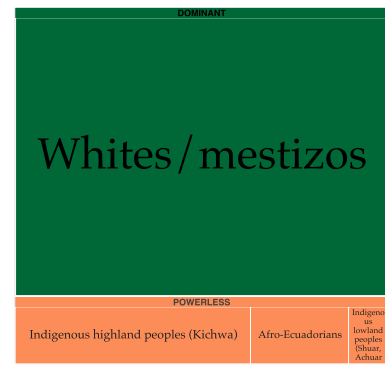 DOMINANT
Whites/mestizos
POWERLESS
Indigenous highland peoples (Kichwa)
Afro-Ecuadorians
Indigeno
us
lowland
peoples
(Shuar,
Achuar